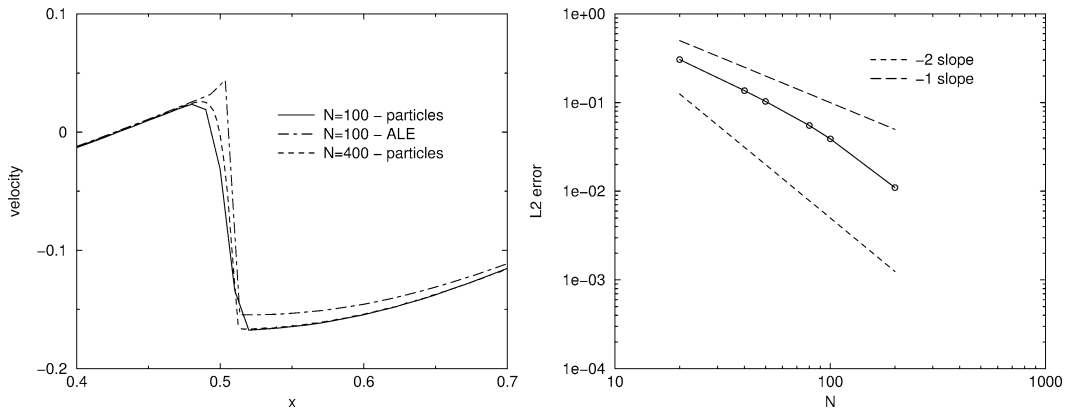 0.1
0
−0.1
−0.2
velocity
0.4
0.5
0.6
0.7
x
N=100 − particles
N=100 − ALE
N=400 − particles
1e+00
1e−01
1e−02
1e−03
1e−04
L2 error
10
100
1000
N
−2 slope
−1 slope